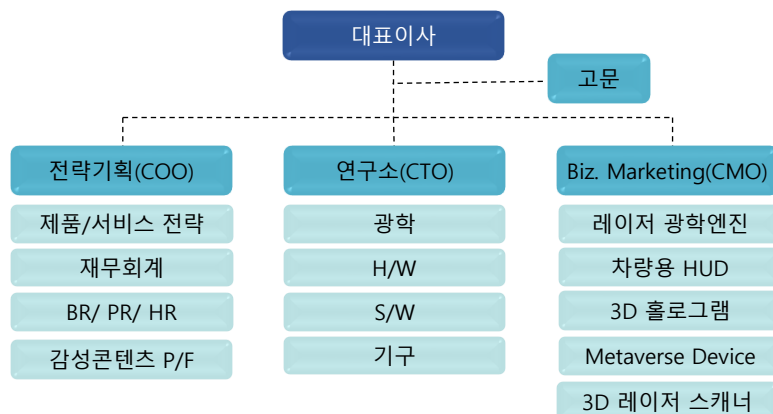 대표이사
고문
전략기획(COO)
제품/서비스 전략
재무회계
BR/ PR/ HR
감성콘텐츠 P/F
연구소(CTO)
광학
H/W
S/W
기구
Biz. Marketing(CMO)
레이저 광학엔진
차량용 HUD
3D 홀로그램
Metaverse Device
3D 레이저 스캐너